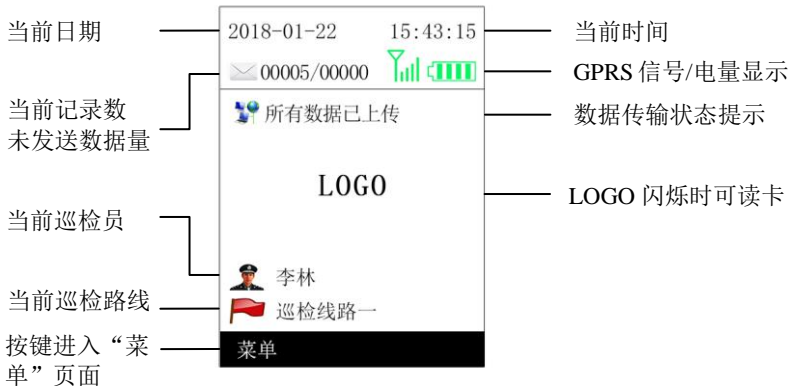 当前日期
2018-01-22 15:43:15
当前时间
00005/00000
GPRS 信号/电量显示
当前记录数
未发送数据量
所有数据已上传
数据传输状态提示
LOGO
LOGO 闪烁时可读卡
当前巡检员
李林
当前巡检路线
巡检线路一
按键进入“菜
单”页面
菜单